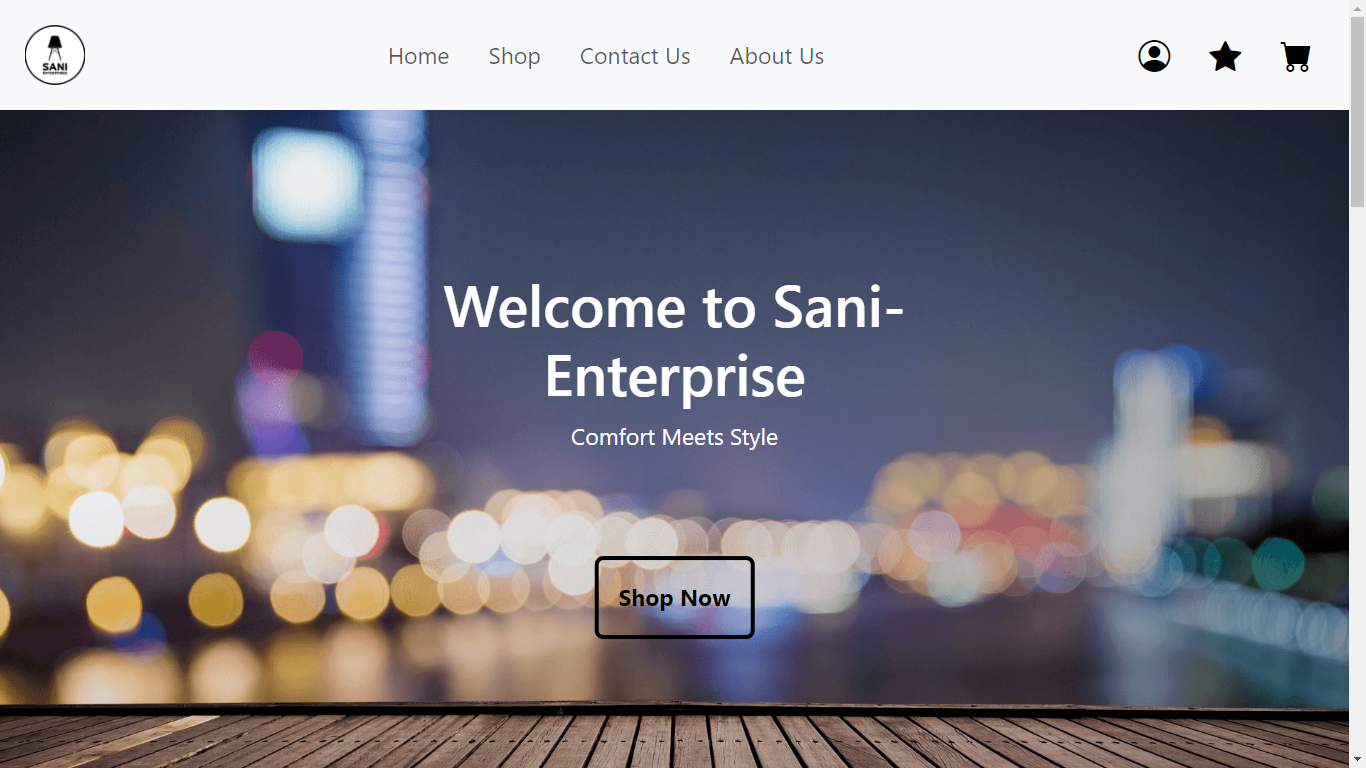 SANI
ENTERPRISES
Home Shop Contact Us About Us
Welcome to Sani-
Enterprise
Comfort Meets Style
Shop Now